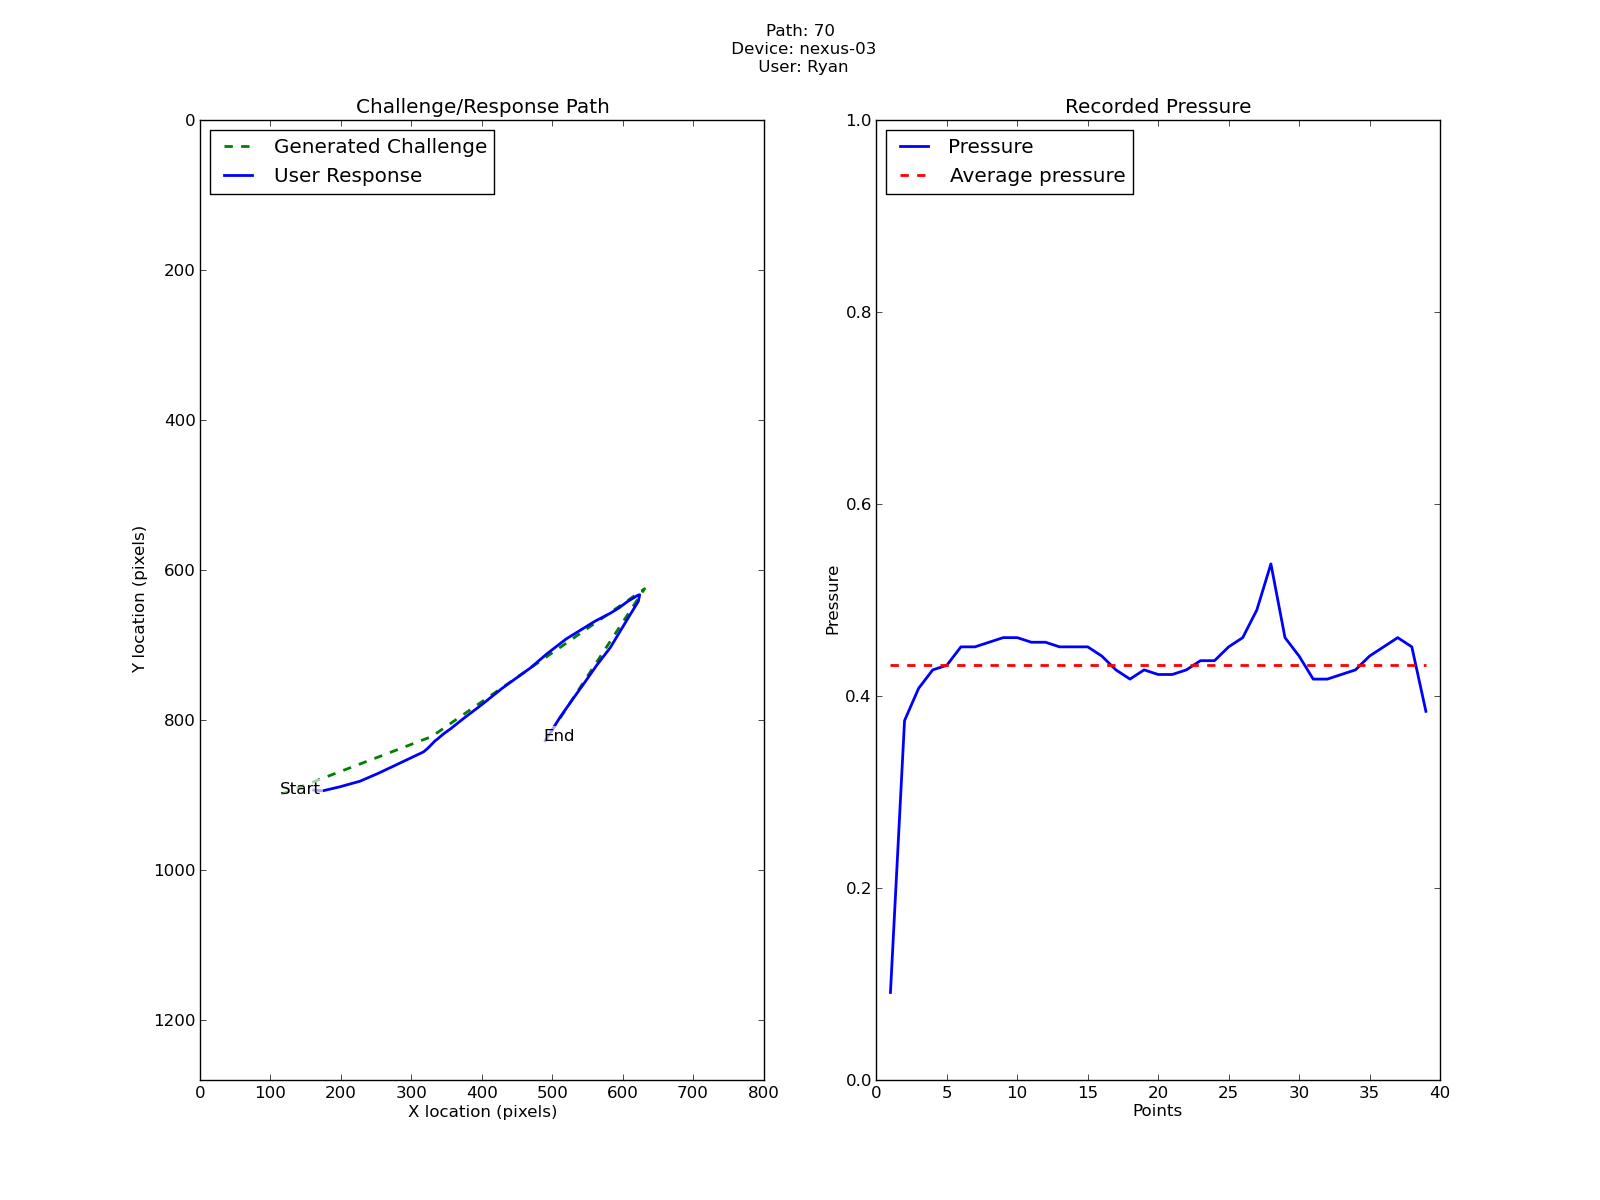 Path: 70
Device: nexus-03
User: Ryan
Challenge/Response Path
Generated Challenge
User Response
0
200
400
600
800
1000
1200
Y location (pixels)
Start
End
0 100 200 300 400 500 600 700 800
X location (pixels)
Recorded Pressure
Pressure
Average pressure
1.0
0.8
0.6
0.4
0.2
0.0
Pressure
0 5 10 15 20 25 30 35 40
Points